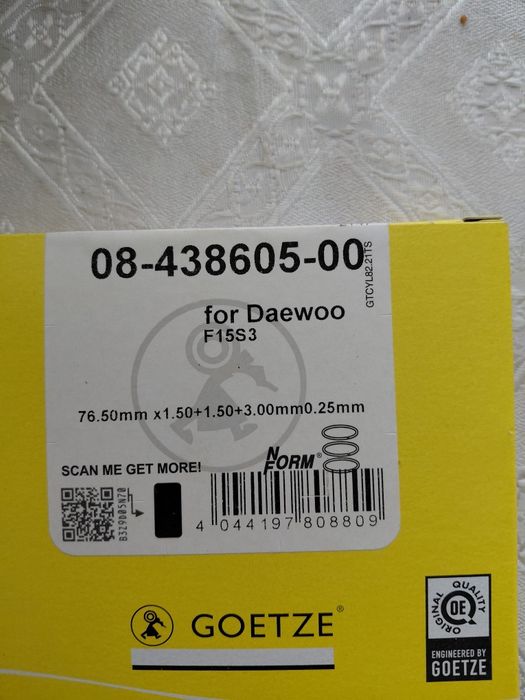 08-438605-00
GTCYL82.21TS
for Daewoo
F15S3
76.50mm x1.50+1.50+3.00mm0.25mm
SCAN ME GET MORE!
N
FORM®
B3Z9D05N70
4 044197 808809
GOETZE®
ORIGINAL QUALITY
OE
ENGINEERED BY
GOETZE